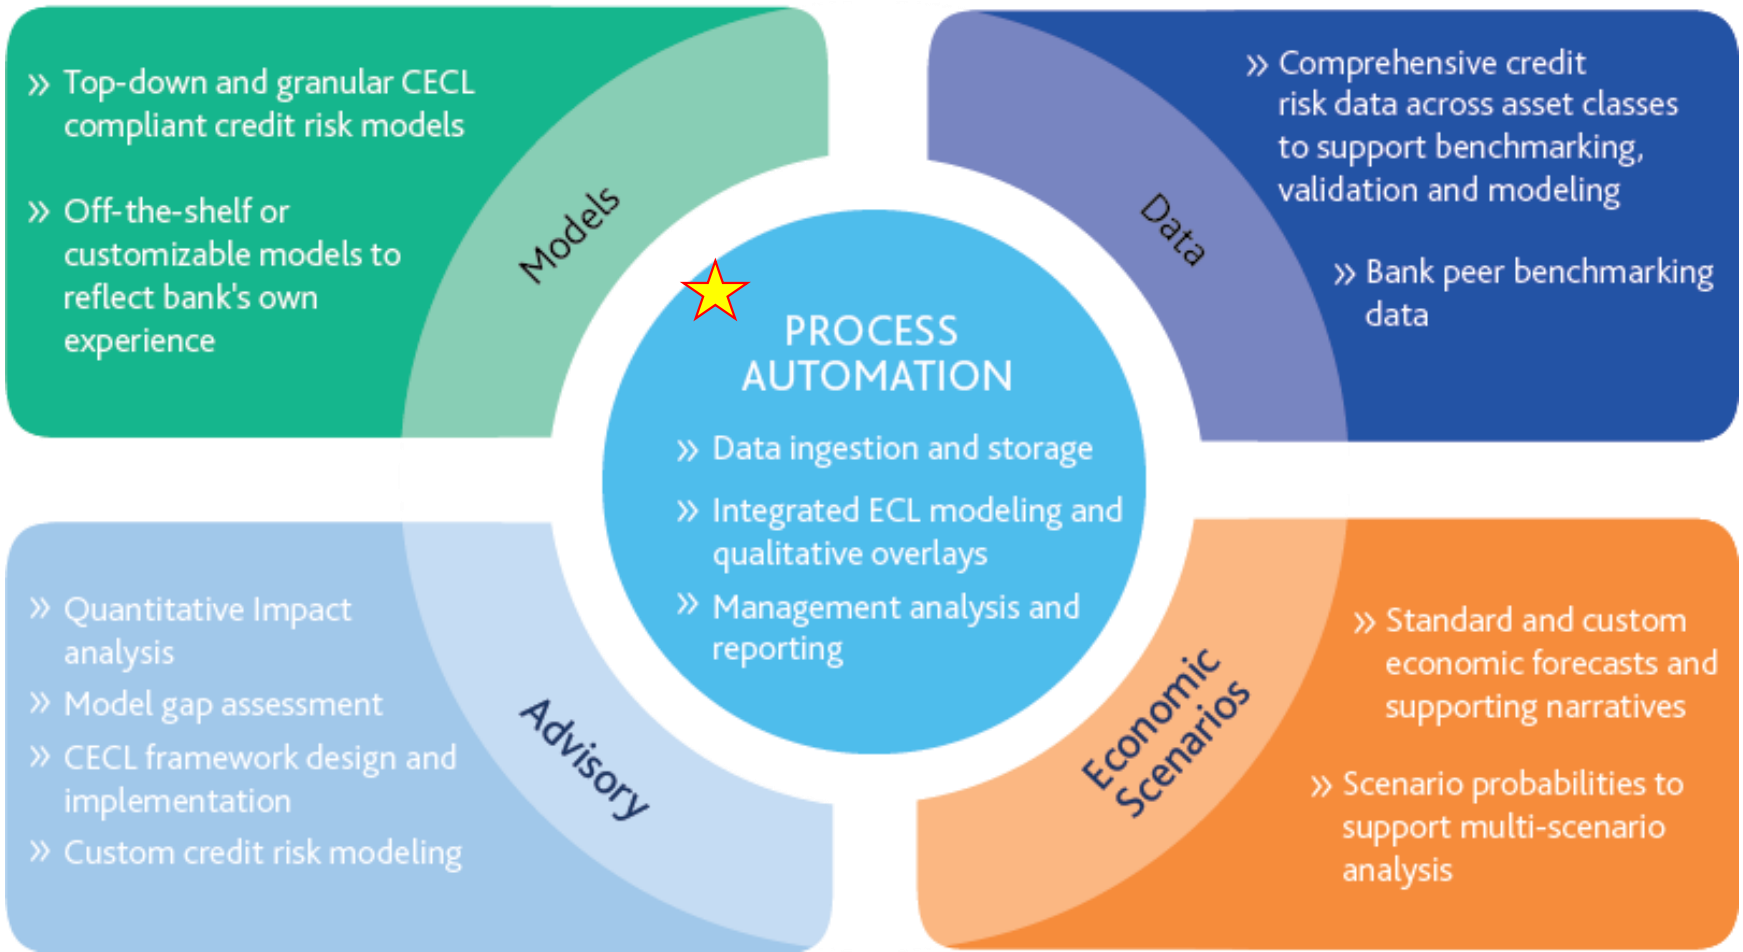 » Top-down and granular CECL
compliant credit risk models
» Off-the-shelf or
customizable models to
reflect bank's own
experience
Models
» Comprehensive credit
risk data across asset classes
to support benchmarking,
validation and modeling
» Bank peer benchmarking
data
Data
PROCESS
AUTOMATION
» Data ingestion and storage
» Integrated ECL modeling and
qualitative overlays
» Management analysis and
reporting
» Quantitative Impact
analysis
» Model gap assessment
» CECL framework design and
implementation
» Custom credit risk modeling
Advisory
Economic
Scenarios
» Standard and custom
economic forecasts and
supporting narratives
» Scenario probabilities to
support multi-scenario
analysis